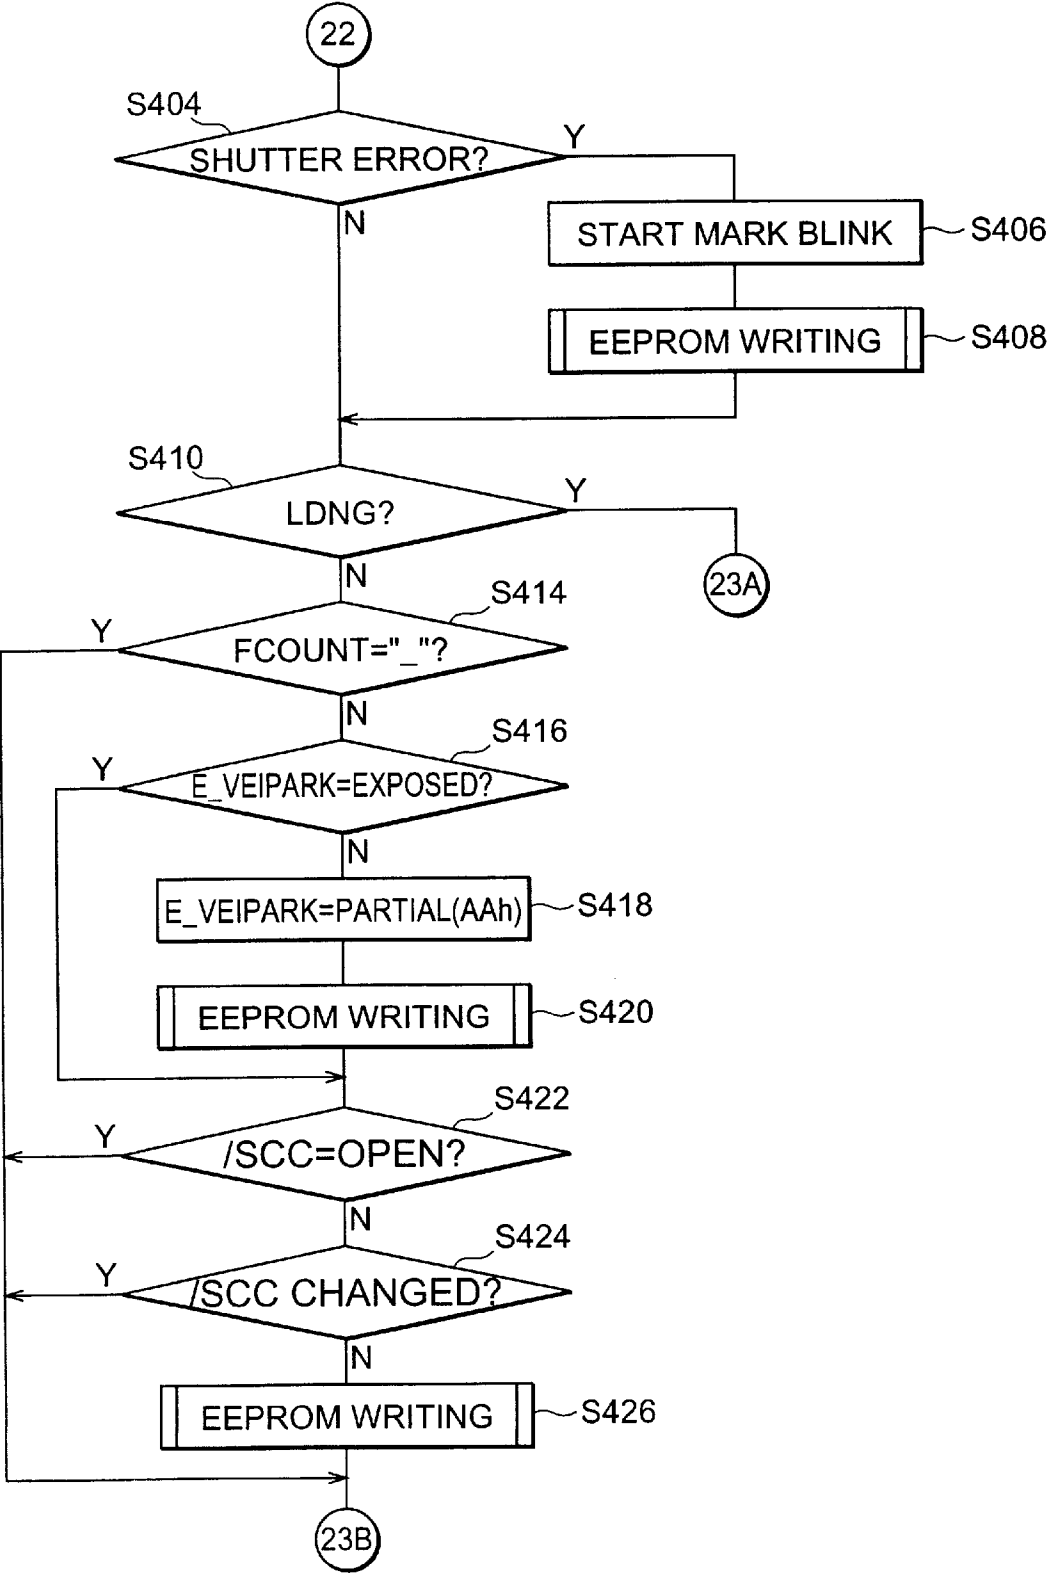 22
S404
SHUTTER ERROR?
Y
N
START MARK BLINK
S406
EEPROM WRITING
S408
S410
LDNG?
Y
N
23A
S414
Y
FCOUNT="_"?
N
S416
Y
E_VEIPARK=EXPOSED?
N
E_VEIPARK=PARTIAL(AAh)
S418
EEPROM WRITING
S420
S422
Y
/SCC=OPEN?
N
S424
Y
/SCC CHANGED?
N
EEPROM WRITING
S426
23B